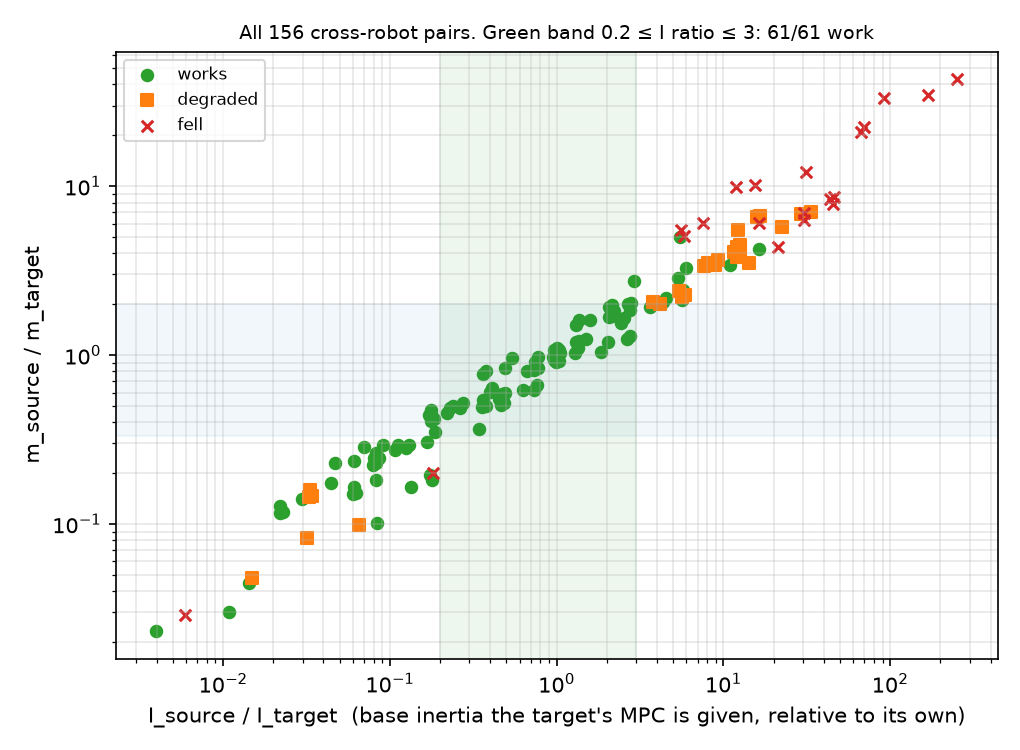 All 156 cross-robot pairs. Green band 0.2 ≤ I ratio ≤ 3: 61/61 work
works
degraded
fell
10¹
10⁰
10⁻¹
m_source / m_target
10⁻²
10⁻¹
10⁰
10¹
10²
I_source / I_target (base inertia the target's MPC is given, relative to its own)